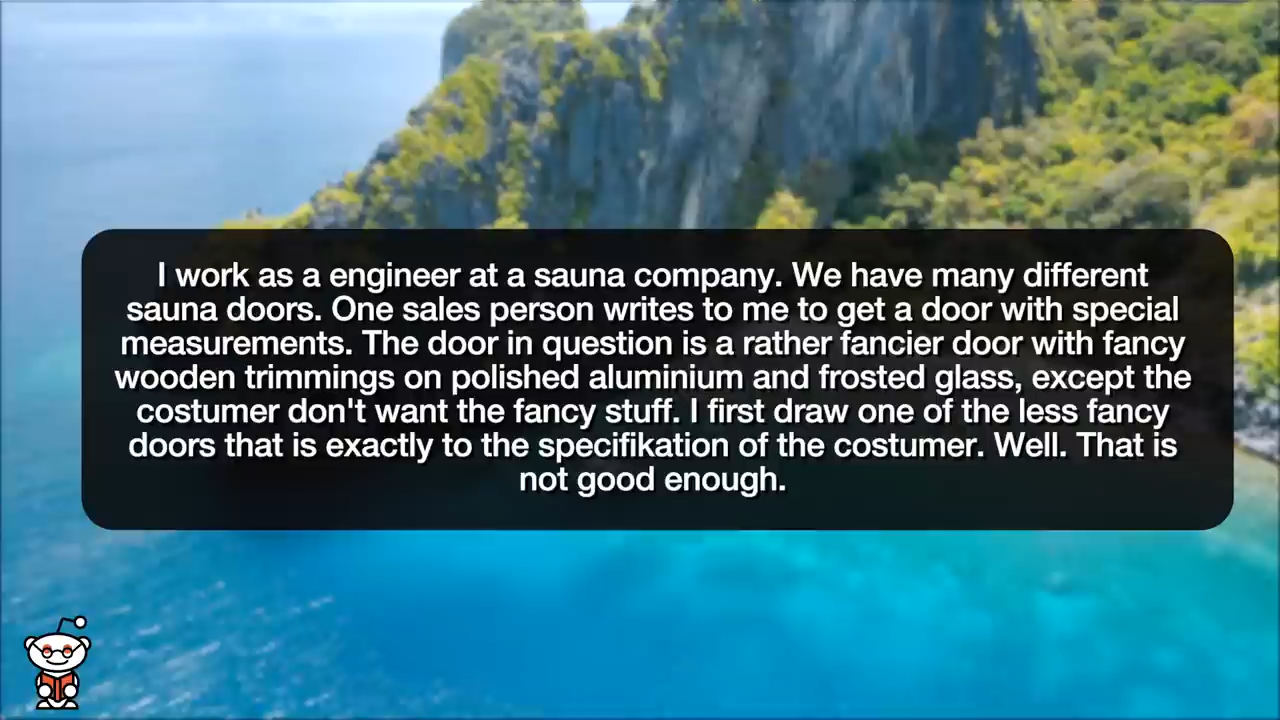 I work as a engineer at a sauna company. We have many different
sauna doors. One sales person writes to me to get a door with special
measurements. The door in question is a rather fancier door with fancy
wooden trimmings on polished aluminium and frosted glass, except the
costumer don't want the fancy stuff. I first draw one of the less fancy
doors that is exactly to the specifikation of the costumer. Well. That is
not good enough.